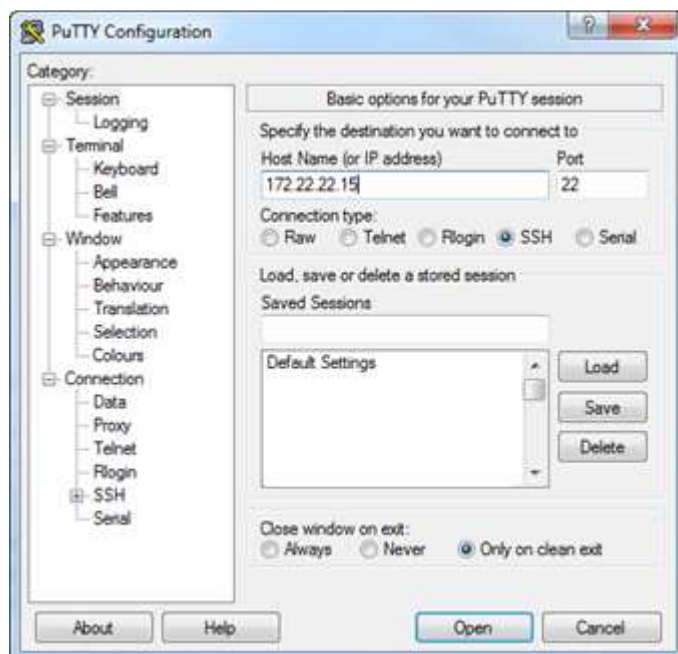 PuTTY Configuration
Category:
Session
Logging
Terminal
Keyboard
Bell
Features
Window
Appearance
Behaviour
Translation
Selection
Colours
Connection
Data
Proxy
Telnet
Rlogin
SSH
Serial
Basic options for your PuTTY session
Specify the destination you want to connect to
Host Name (or IP address) Port
172.22.22.15 22
Connection type:
Raw Telnet Rlogin SSH Serial
Load, save or delete a stored session
Saved Sessions
Default Settings
Load
Save
Delete
Close window on exit:
Always Never Only on clean exit
About Help Open Cancel